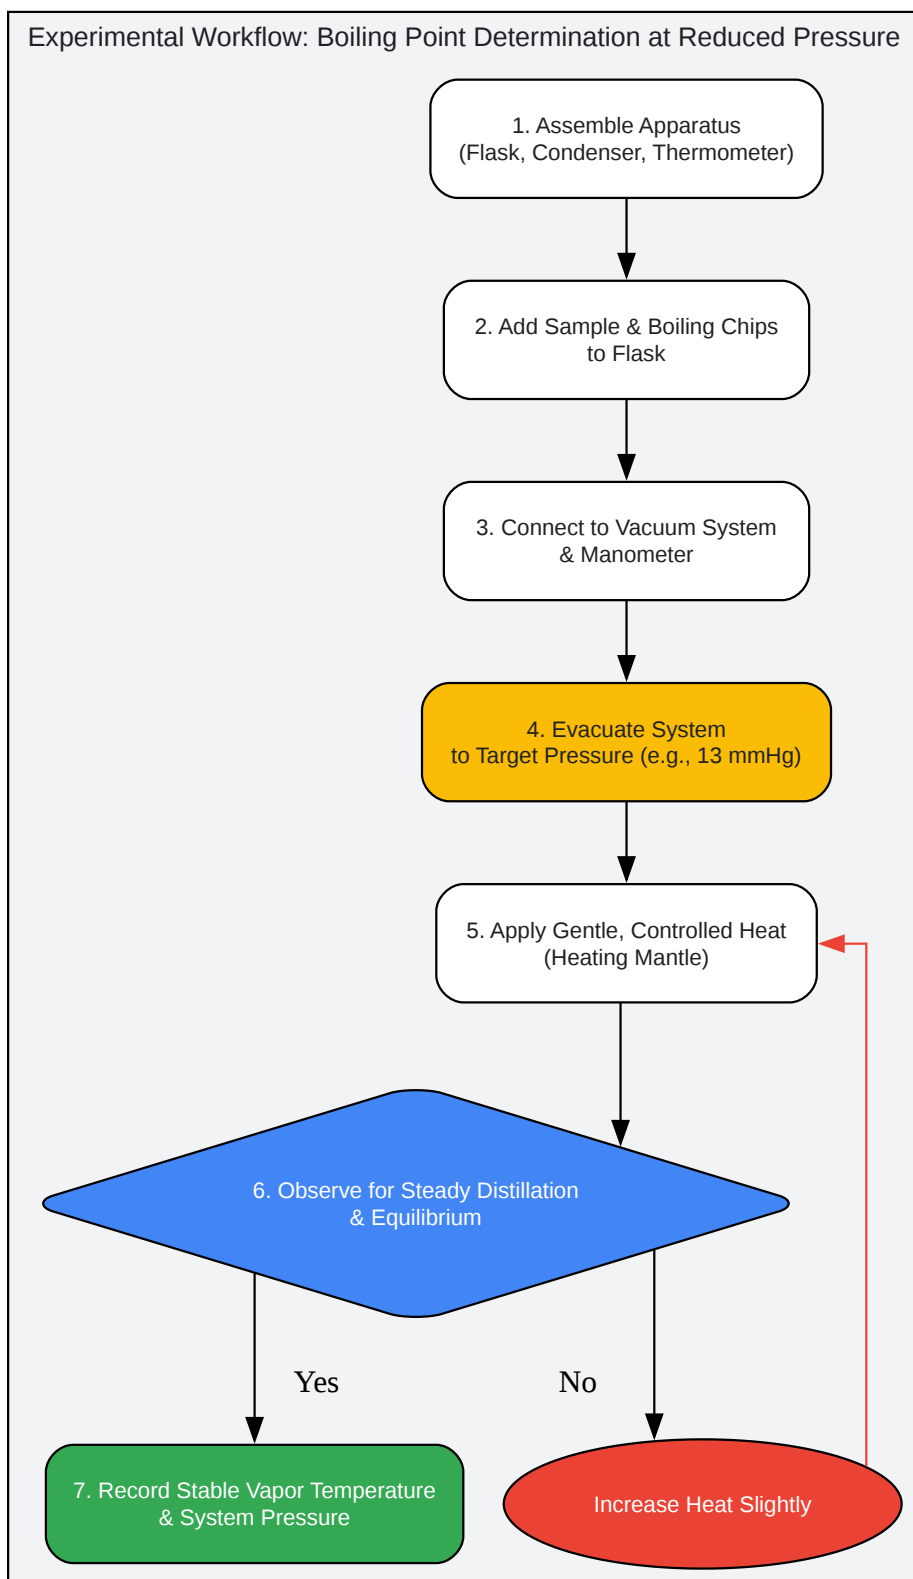 Experimental Workflow: Boiling Point Determination at Reduced Pressure
1. Assemble Apparatus
(Flask, Condenser, Thermometer)
2. Add Sample & Boiling Chips
to Flask
3. Connect to Vacuum System
& Manometer
4. Evacuate System
to Target Pressure (e.g., 13 mmHg)
5. Apply Gentle, Controlled Heat
(Heating Mantle)
6. Observe for Steady Distillation
& Equilibrium
Yes
No
7. Record Stable Vapor Temperature
& System Pressure
Increase Heat Slightly